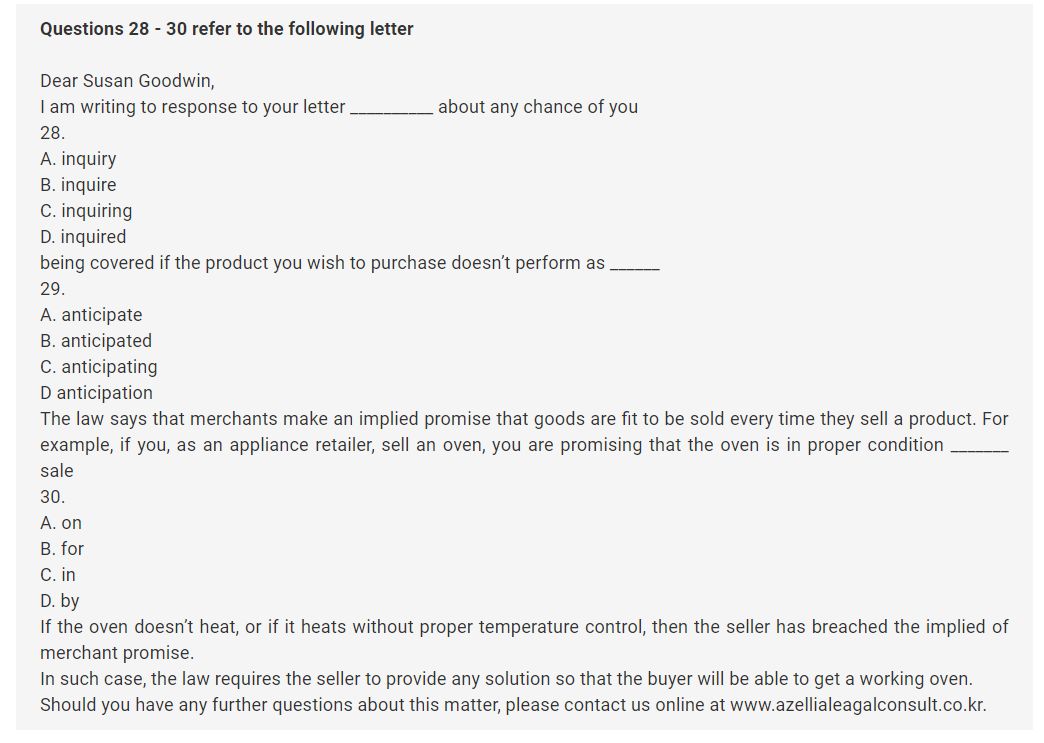 Questions 28 - 30 refer to the following letter
Dear Susan Goodwin,
I am writing to response to your letter __________ about any chance of you
28.
A. inquiry
B. inquire
C. inquiring
D. inquired
being covered if the product you wish to purchase doesn’t perform as ______
29.
A. anticipate
B. anticipated
C. anticipating
D anticipation
The law says that merchants make an implied promise that goods are fit to be sold every time they sell a product. For
example, if you, as an appliance retailer, sell an oven, you are promising that the oven is in proper condition _______
sale
30.
A. on
B. for
C. in
D. by
If the oven doesn’t heat, or if it heats without proper temperature control, then the seller has breached the implied of
merchant promise.
In such case, the law requires the seller to provide any solution so that the buyer will be able to get a working oven.
Should you have any further questions about this matter, please contact us online at www.azellialeagalconsult.co.kr.